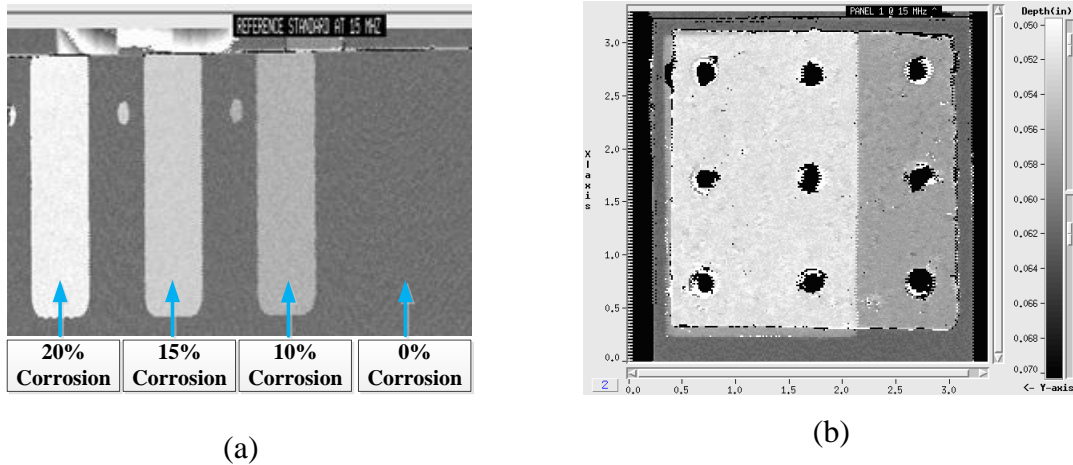 REFERENCE STANDARD AT 15 MHZ
20% Corrosion
15% Corrosion
10% Corrosion
0% Corrosion
(a)
PANEL 1 @ 15 MHz ^
Depth(in)
0.050
0.052
0.054
0.056
0.058
0.060
0.062
0.064
0.066
0.068
0.070
X axis
3.0
2.5
2.0
1.5
1.0
0.5
0.0
Z
0.0 0.5 1.0 1.5 2.0 2.5 3.0
<- Y-axis
(b)